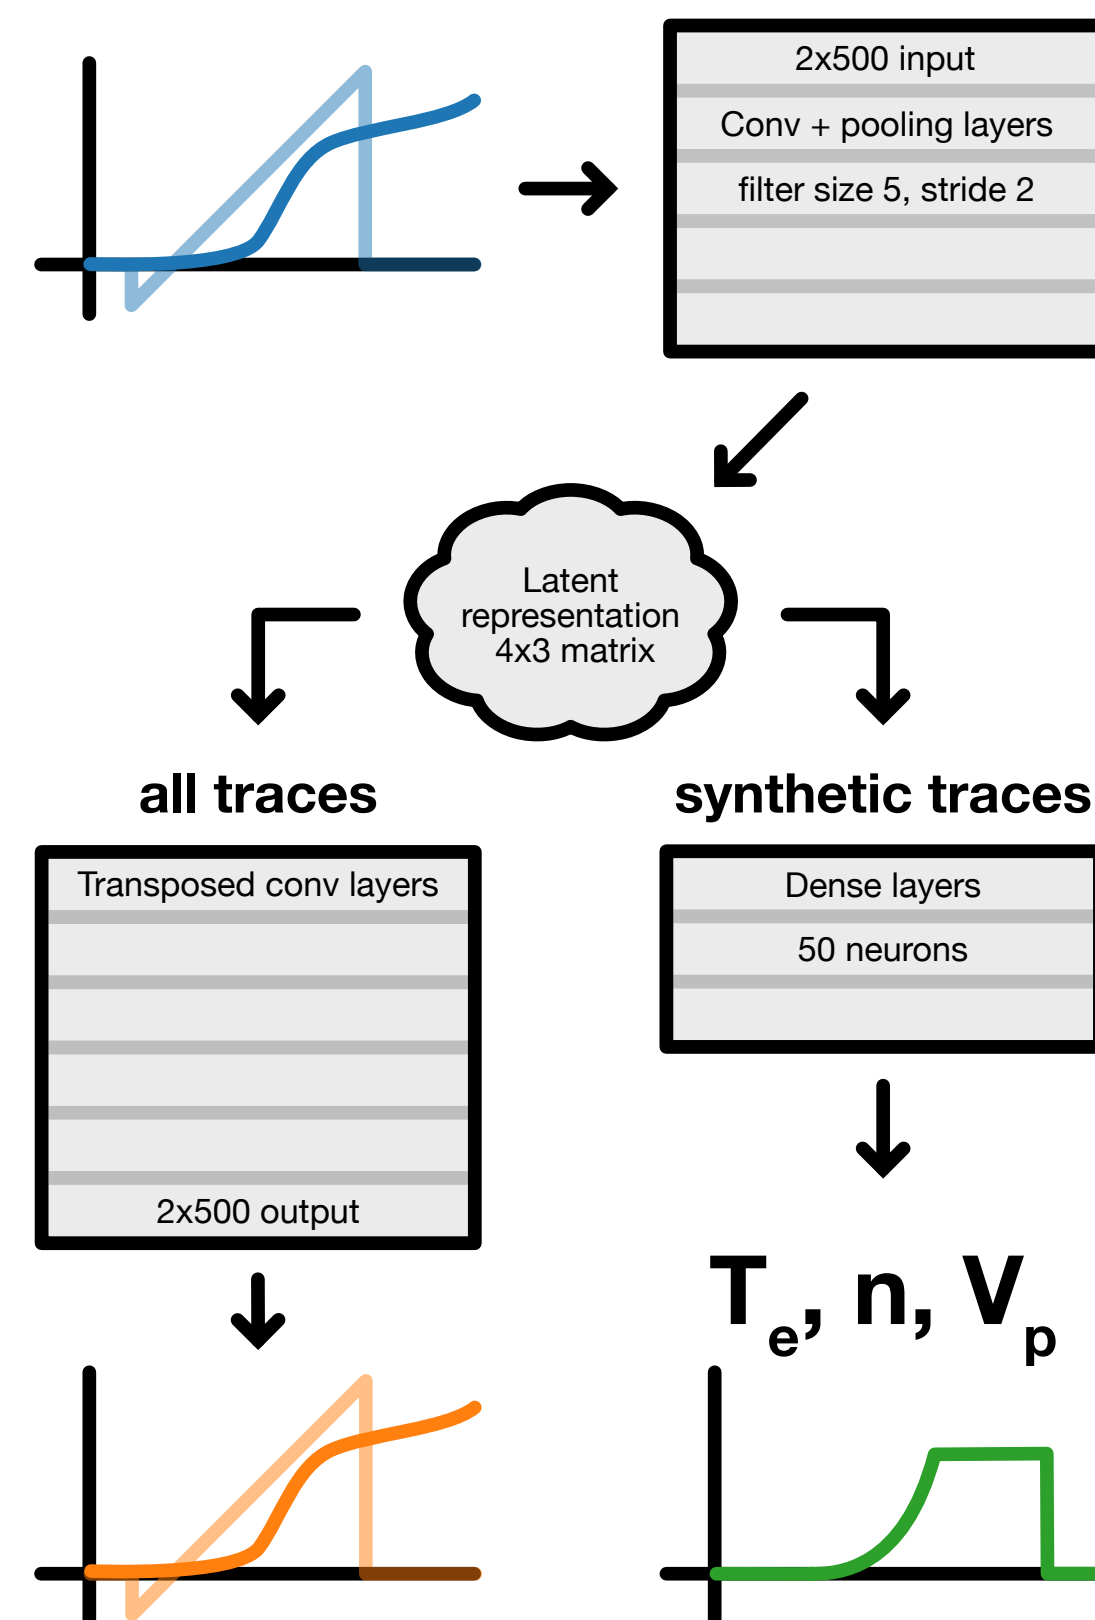 2x500 input
Conv + pooling layers
filter size 5, stride 2
Latent
representation
4x3 matrix
all traces
synthetic traces
Transposed conv layers
2x500 output
Dense layers
50 neurons
Te, n, Vp